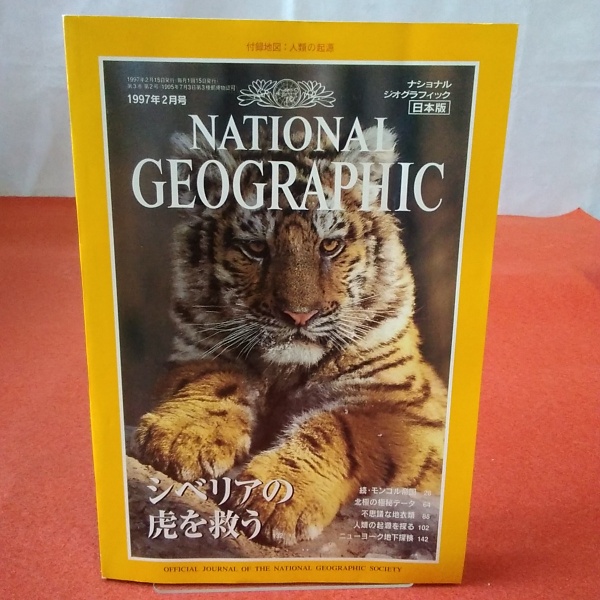 付録地図：人類の起源
1997年2月15日発行(毎月1回15日発行)
1997年2月号
ナショナル
ジオグラフィック
日本版
NATIONAL
GEOGRAPHIC
シベリアの
虎を救う
続・モンゴル帝国
北極の極秘データ
不思議な地衣類
人類の起源を探る 102
ニューヨーク地下探検 142
OFFICIAL JOURNAL OF THE NATIONAL GEOGRAPHIC SOCIETY